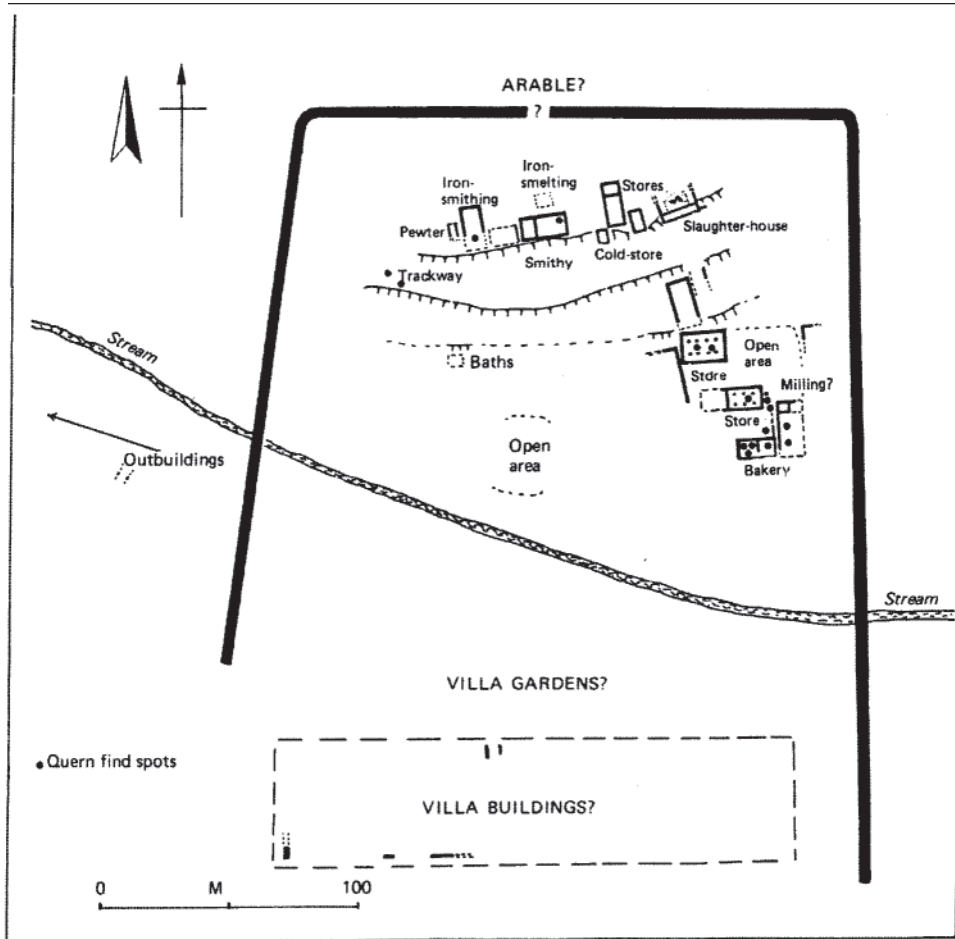 ARABLE?
?
Iron-
smelting
Iron-
smithing
Stores
Pewter
Slaughter-house
Smithy
Cold-store
Trackway
Stream
Baths
Store
Open
area
Milling?
Store
Open
area
Outbuildings
Bakery
Stream
VILLA GARDENS?
Quern find spots
VILLA BUILDINGS?
0 M 100